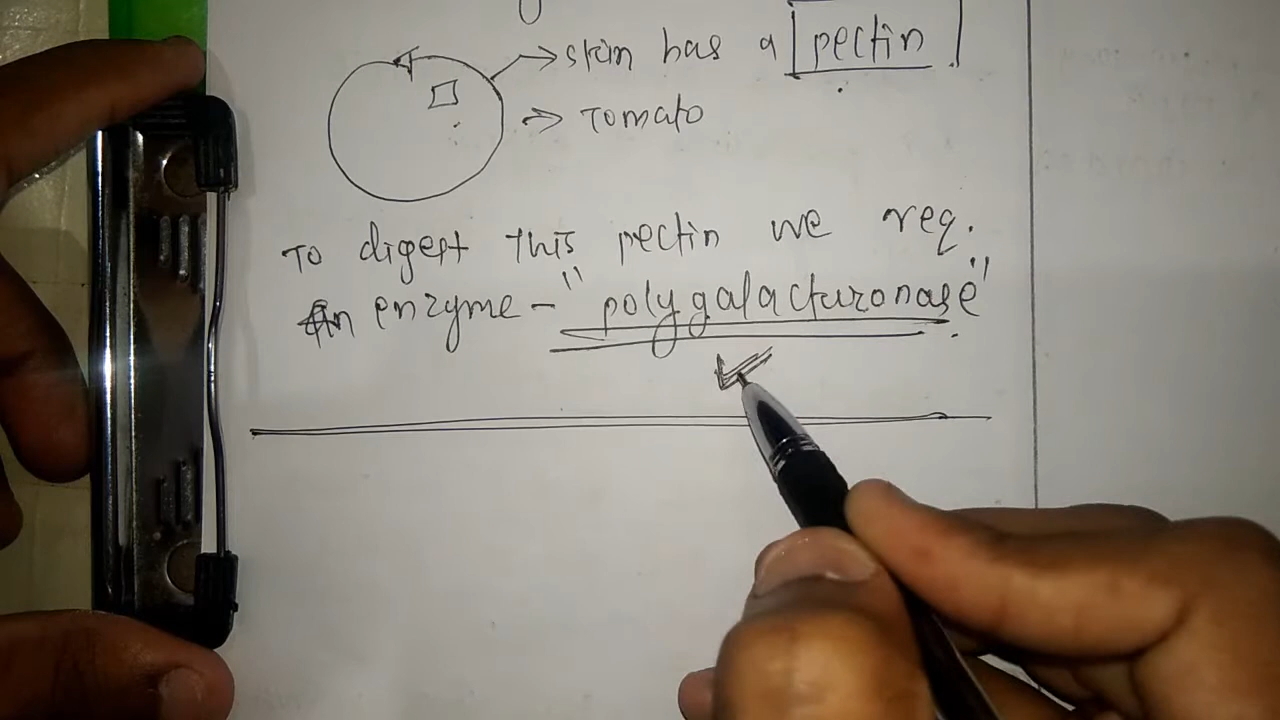 skin has a pectin
Tomato
To digest this pectin we req.
An enzyme - "polygalacturonase"